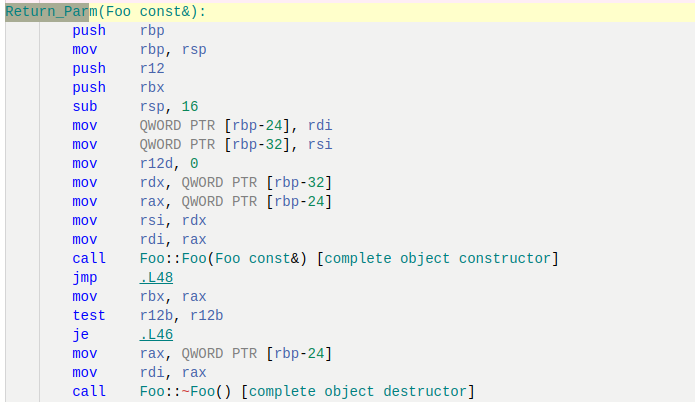 Return_Parm(Foo const&):
push rbp
mov rbp, rsp
push r12
push rbx
sub rsp, 16
mov QWORD PTR [rbp-24], rdi
mov QWORD PTR [rbp-32], rsi
mov r12d, 0
mov rdx, QWORD PTR [rbp-32]
mov rax, QWORD PTR [rbp-24]
mov rsi, rdx
mov rdi, rax
call Foo::Foo(Foo const&) [complete object constructor]
jmp .L48
mov rbx, rax
test r12b, r12b
je .L46
mov rax, QWORD PTR [rbp-24]
mov rdi, rax
call Foo::~Foo() [complete object destructor]